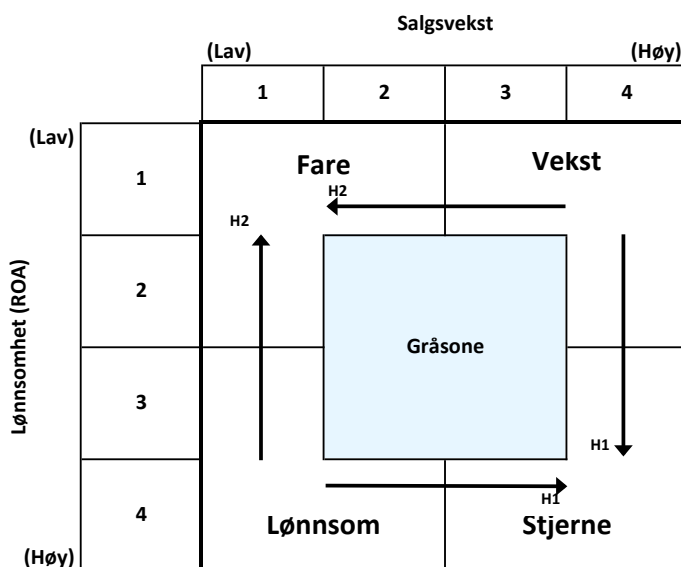 Salgsvekst
(Lav) (Høy)
1 2 3 4
(Lav)
Fare Vekst
1
H2
H2
2
Lønnsomhet (ROA)
Gråsone
3
H1
4
H1
Lønnsom Stjerne
(Høy)